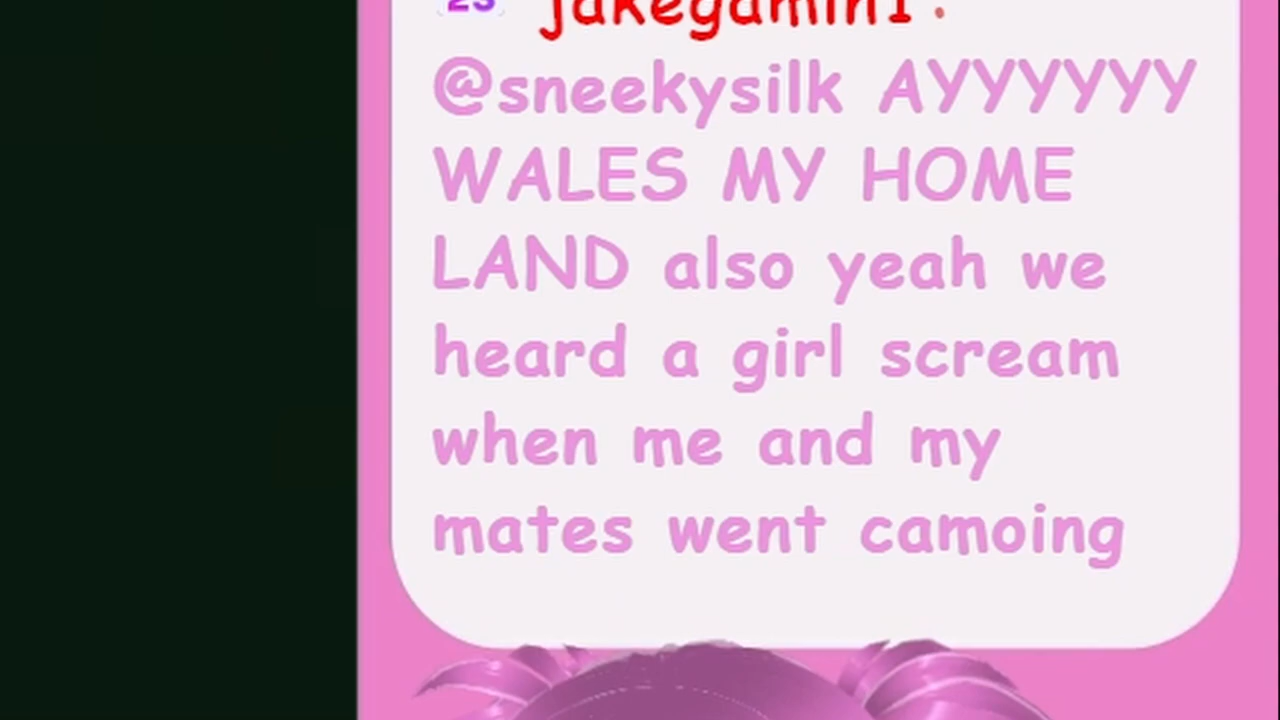 23 jakegamin1:
@sneekysilk AYYYYYY
WALES MY HOME
LAND also yeah we
heard a girl scream
when me and my
mates went camoing